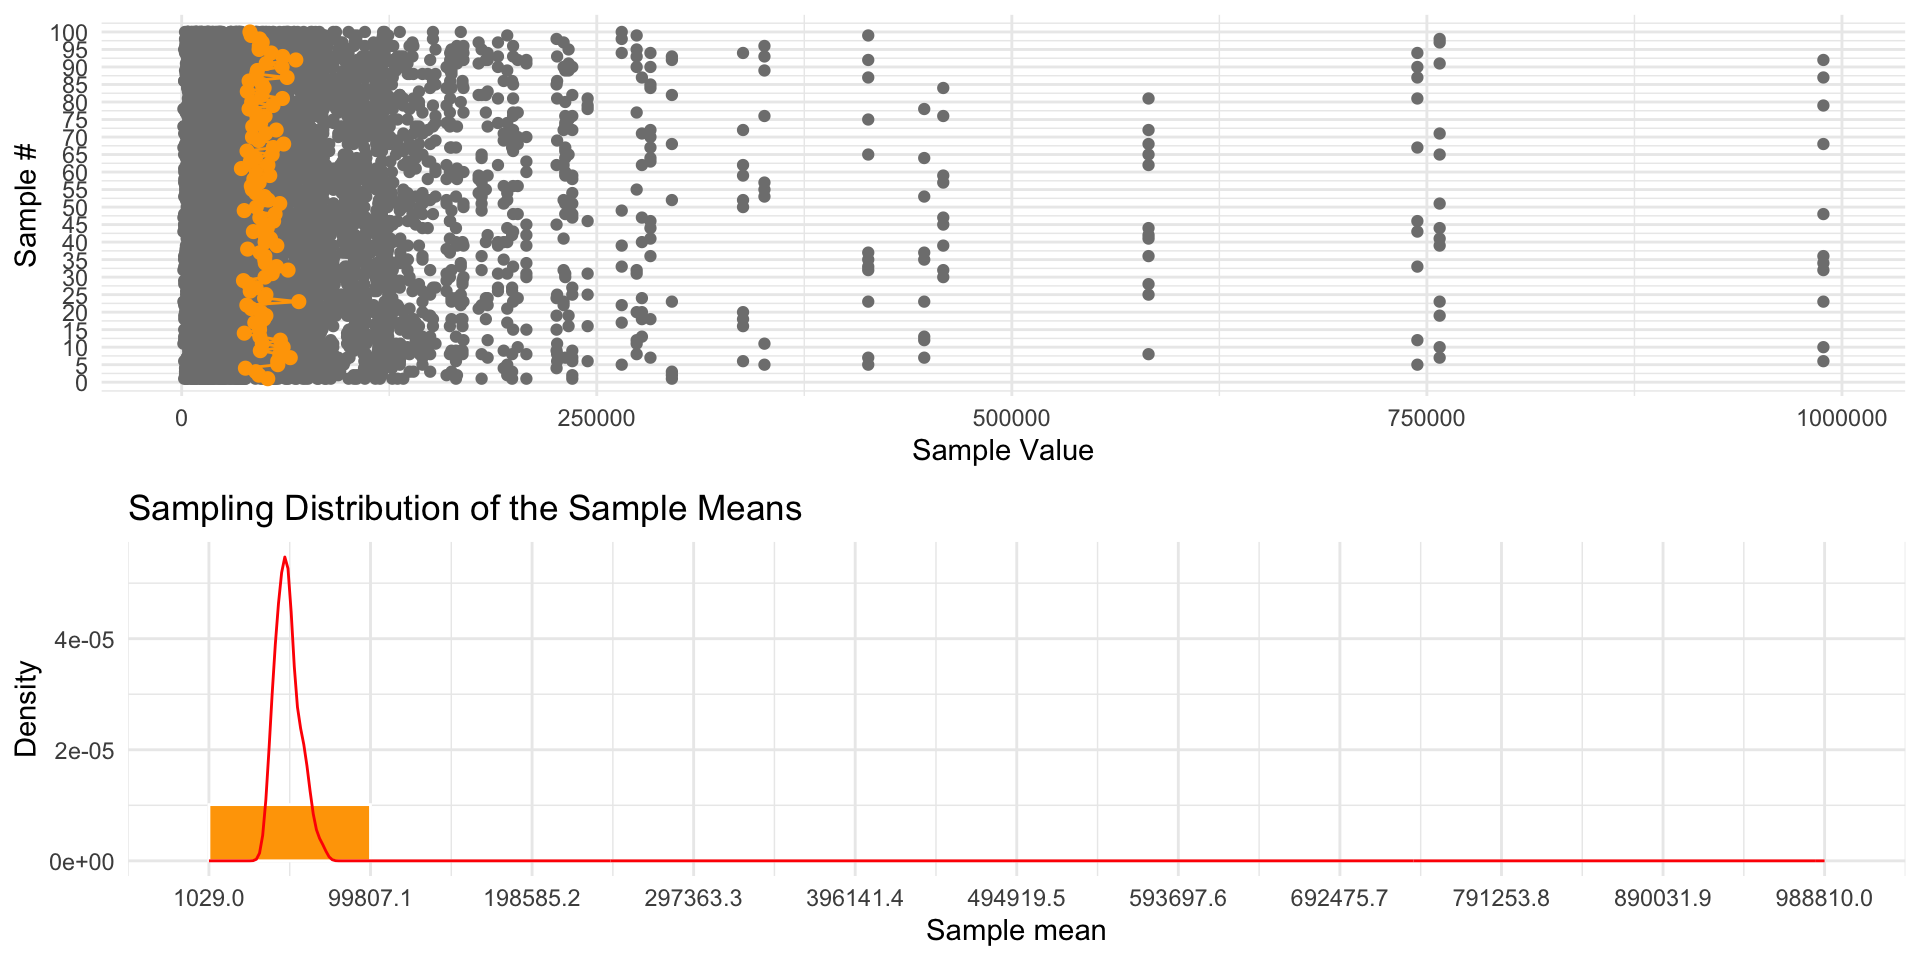 100
95
90
85
80
75
70
65
60
55
50
45
40
35
30
25
20
15
10
5
0
Sample #
0 250000 500000 750000 1000000
Sample Value
Sampling Distribution of the Sample Means
4e-05
2e-05
0e+00
Density
1029.0 99807.1 198585.2 297363.3 396141.4 494919.5 593697.6 692475.7 791253.8 890031.9 988810.0
Sample mean